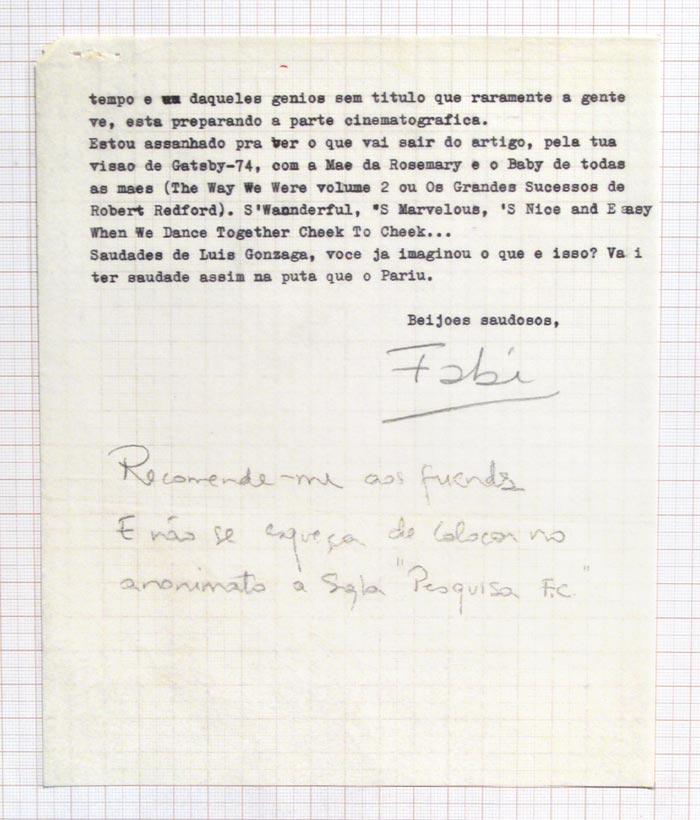 tempo e um daqueles genios sem titulo que raramente a gente
ve, esta preparando a parte cinematografica.
Estou assanhado pra ver o que vai sair do artigo, pela tua
visao de Gatsby-74, com a Mae da Rosemary e o Baby de todas
as maes (The Way We Were volume 2 ou Os Grandes Sucessos de
Robert Redford). S'Wannderful, 'S Marvelous, 'S Nice and Easy
When We Dance Together Cheek To Cheek...
Saudades de Luis Gonzaga, voce ja imaginou o que e isso? Va i
ter saudade assim na puta que o Pariu.
Beijoes saudosos,
Fabi
Recomende-me aos friends
E não se esqueça de colocar no
anonimato a Sigla "Pesquisa F.C."